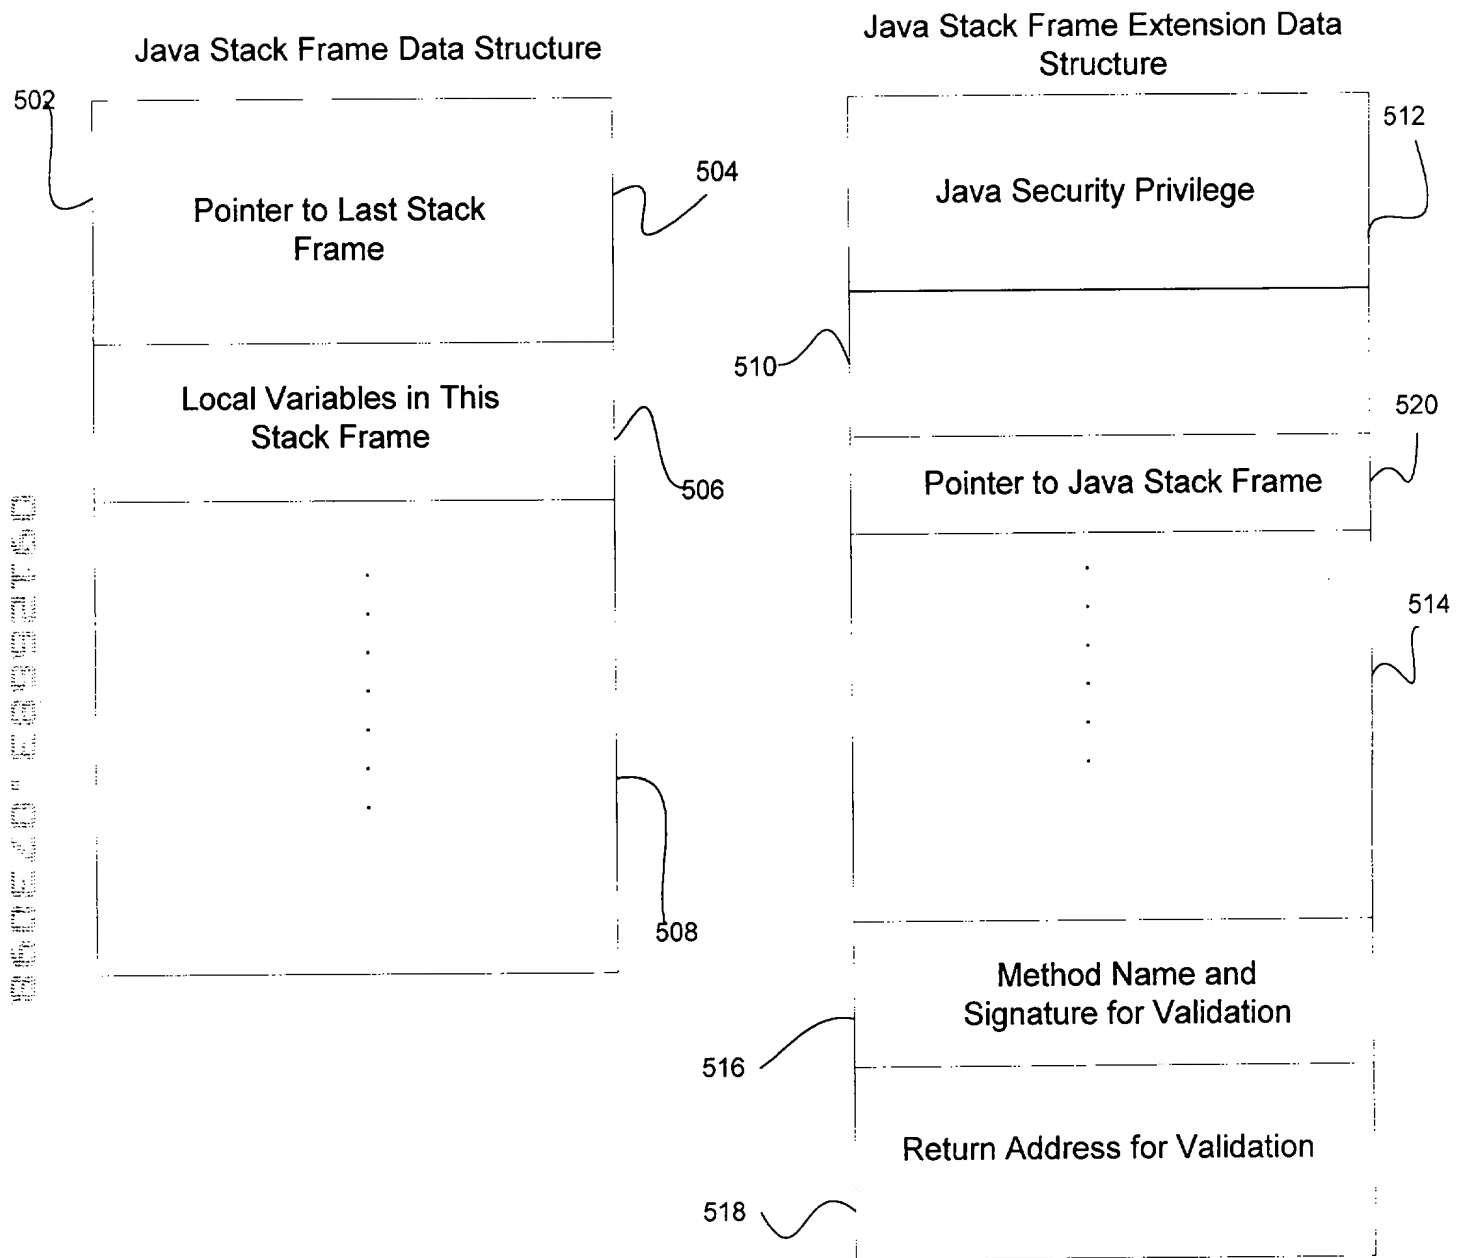 Java Stack Frame Data Structure
502
Pointer to Last Stack
Frame
504
Local Variables in This
Stack Frame
506
508
Java Stack Frame Extension Data
Structure
512
Java Security Privilege
510
520
Pointer to Java Stack Frame
514
Method Name and
Signature for Validation
516
Return Address for Validation
518